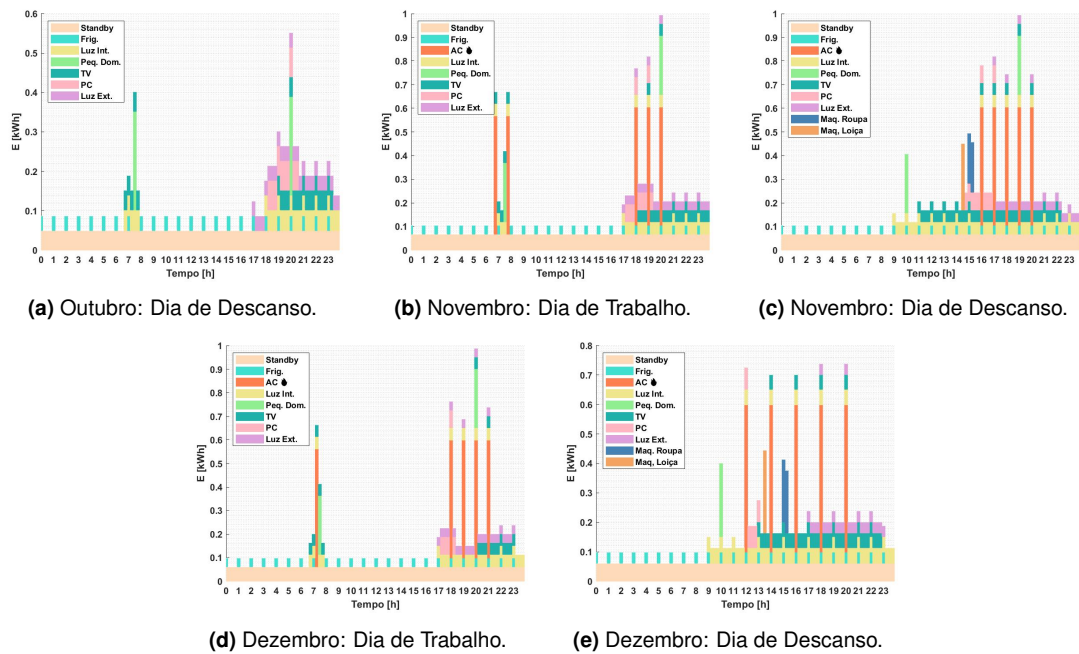 0.6
0.5
0.4
0.3
0.2
0.1
0
E [kWh]
Standby
Frig.
Luz Int.
Peq. Dom.
TV
PC
Luz Ext.
0 1 2 3 4 5 6 7 8 9 10 11 12 13 14 15 16 17 18 19 20 21 22 23
Tempo [h]
(a) Outubro: Dia de Descanso.
1
0.9
0.8
0.7
0.6
0.5
0.4
0.3
0.2
0.1
0
E [kWh]
Standby
Frig.
AC
Luz Int.
Peq. Dom.
TV
PC
Luz Ext.
0 1 2 3 4 5 6 7 8 9 10 11 12 13 14 15 16 17 18 19 20 21 22 23
Tempo [h]
(b) Novembro: Dia de Trabalho.
1
0.9
0.8
0.7
0.6
0.5
0.4
0.3
0.2
0.1
0
E [kWh]
Standby
Frig.
AC
Luz Int.
Peq. Dom.
TV
PC
Luz Ext.
Maq. Roupa
Maq, Loiça
0 1 2 3 4 5 6 7 8 9 10 11 12 13 14 15 16 17 18 19 20 21 22 23
Tempo [h]
(c) Novembro: Dia de Descanso.
1
0.9
0.8
0.7
0.6
0.5
0.4
0.3
0.2
0.1
0
E [kWh]
Standby
Frig.
AC
Luz Int.
Peq. Dom.
TV
PC
Luz Ext.
0 1 2 3 4 5 6 7 8 9 10 11 12 13 14 15 16 17 18 19 20 21 22 23
Tempo [h]
(d) Dezembro: Dia de Trabalho.
0.8
0.7
0.6
0.5
0.4
0.3
0.2
0.1
0
E [kWh]
Standby
Frig.
AC
Luz Int.
Peq. Dom.
TV
PC
Luz Ext.
Maq. Roupa
Maq, Loiça
0 1 2 3 4 5 6 7 8 9 10 11 12 13 14 15 16 17 18 19 20 21 22 23
Tempo [h]
(e) Dezembro: Dia de Descanso.